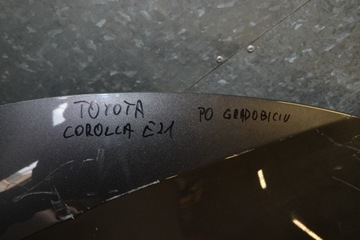 TOYOTA PO GRADOBICIU
COROLLA E21